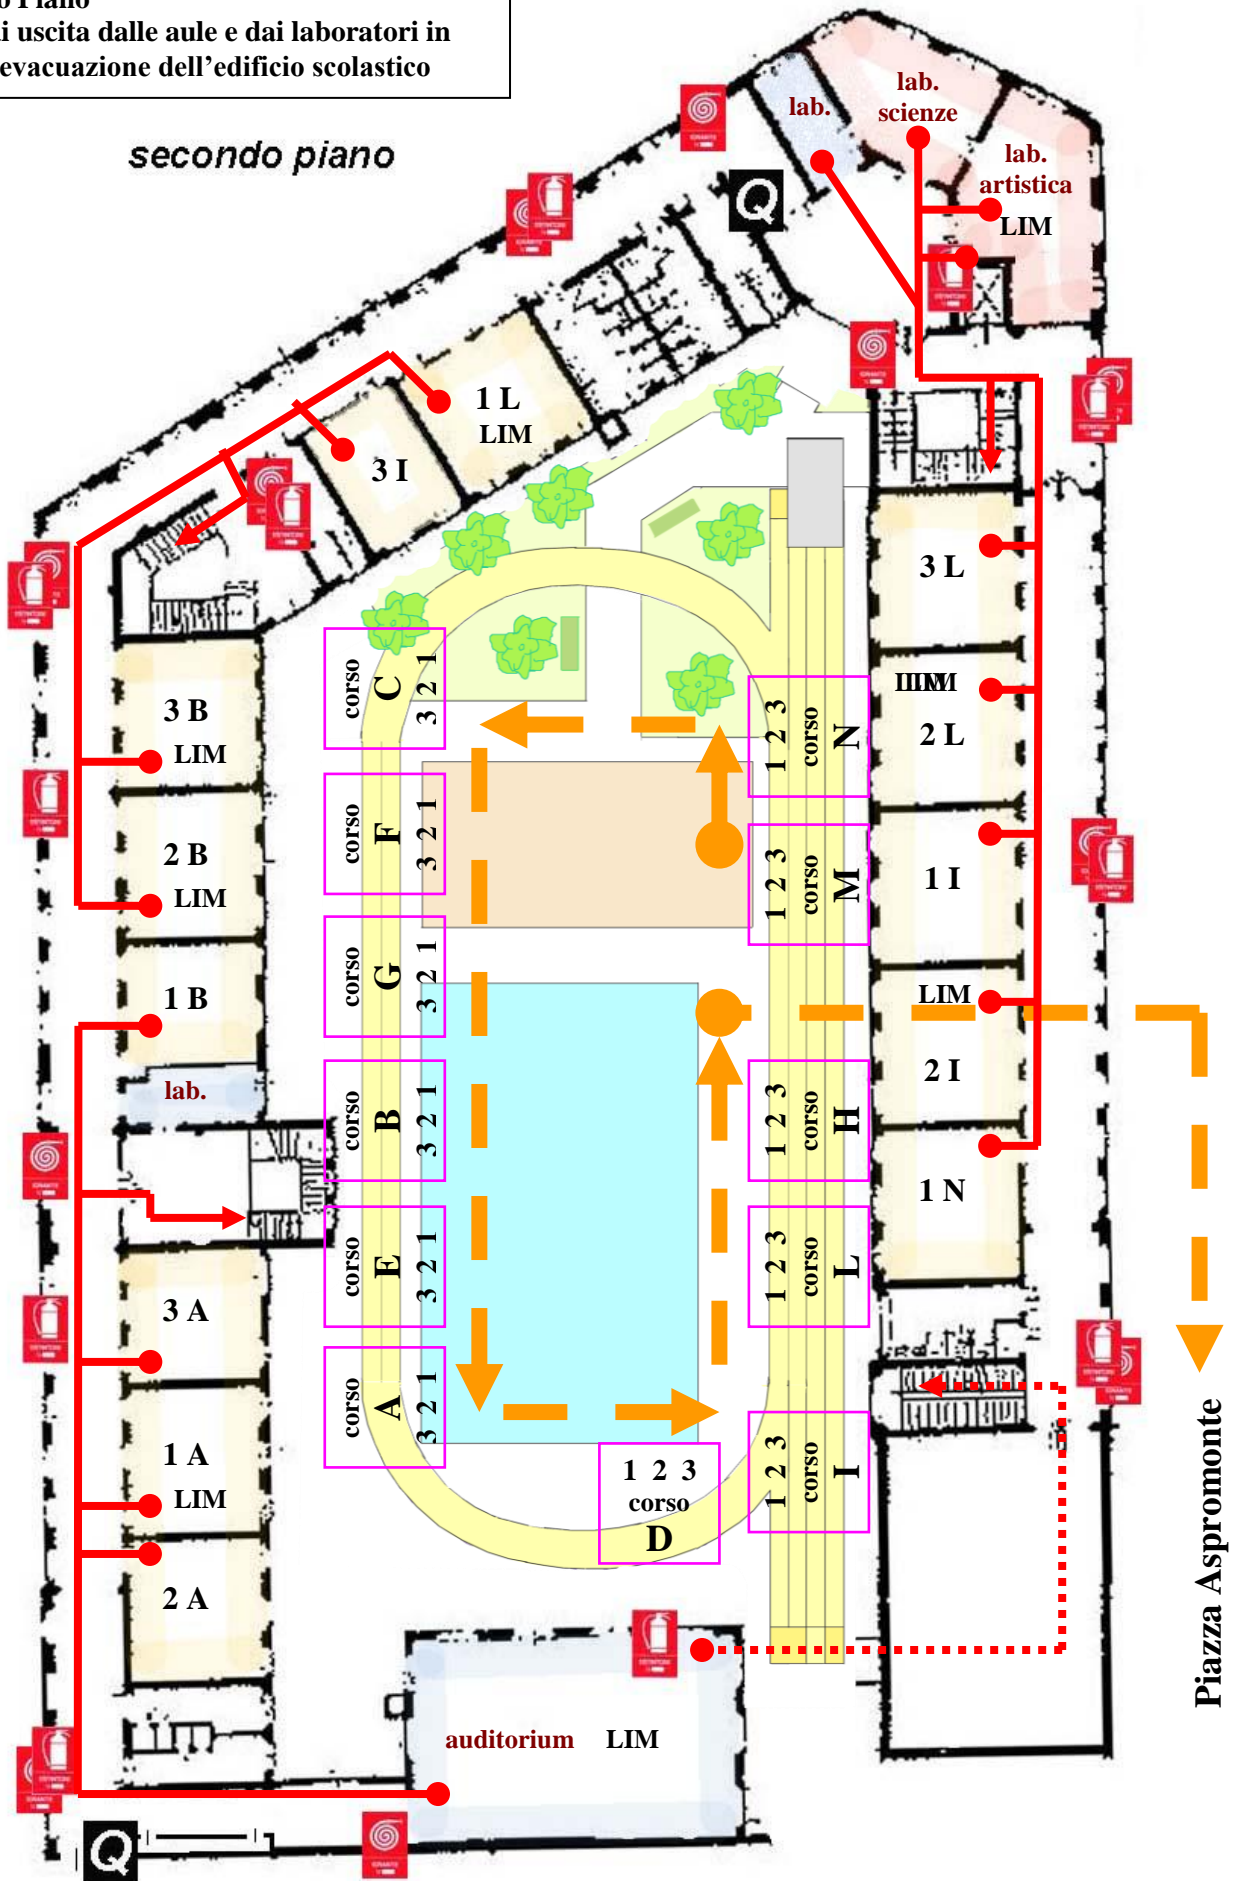 o Piano
di uscita dalle aule e dai laboratori in
evacuazione dell'edificio scolastico
secondo piano
lab.
lab.
scienze
lab.
artistica
LIM
Q
1 L
LIM
3 I
3 L
LIM
2 L
1 I
LIM
2 I
1 N
3 B
LIM
2 B
LIM
1 B
lab.
3 A
1 A
LIM
2 A
corso
C
3 2 1
corso
F
3 2 1
corso
G
3 2 1
corso
B
3 2 1
corso
E
3 2 1
corso
A
3 2 1
1 2 3
corso
D
1 2 3
corso
N
1 2 3
corso
M
1 2 3
corso
H
1 2 3
corso
L
1 2 3
corso
I
Piazza Aspromonte
auditorium LIM
Q